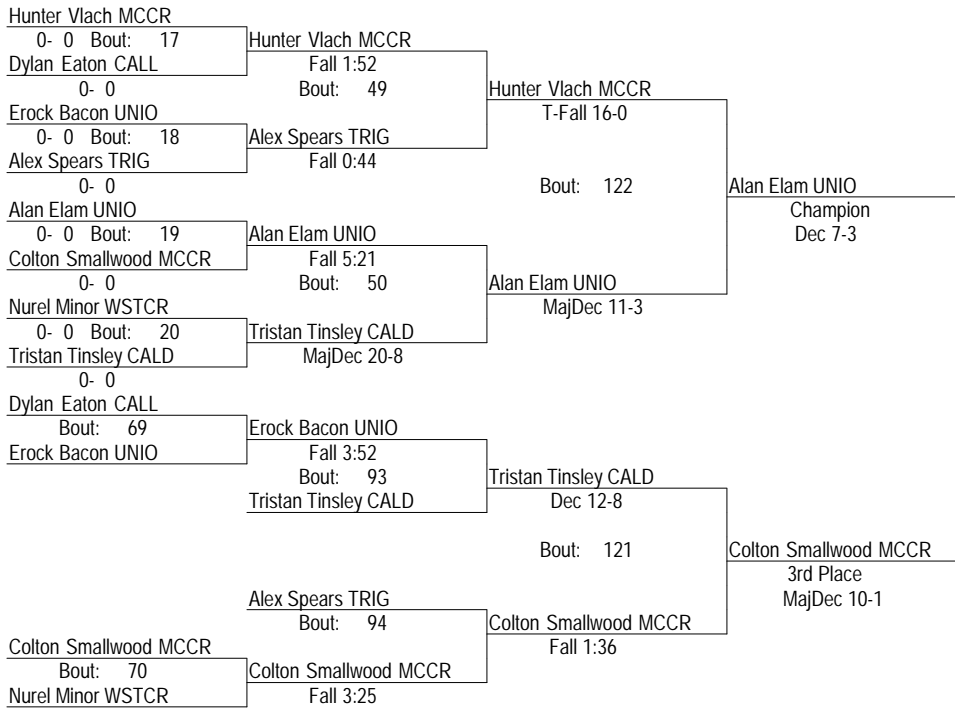 Hunter Vlach MCCR
0- 0 Bout: 17
Hunter Vlach MCCR
Dylan Eaton CALL
Fall 1:52
0- 0
Bout: 49
Hunter Vlach MCCR
Erock Bacon UNIO
T-Fall 16-0
0- 0 Bout: 18
Alex Spears TRIG
Alex Spears TRIG
Fall 0:44
0- 0
Bout: 122
Alan Elam UNIO
Alan Elam UNIO
Champion
0- 0 Bout: 19
Alan Elam UNIO
Dec 7-3
Colton Smallwood MCCR
Fall 5:21
0- 0
Bout: 50
Alan Elam UNIO
Nurel Minor WSTCR
MajDec 11-3
0- 0 Bout: 20
Tristan Tinsley CALD
Tristan Tinsley CALD
MajDec 20-8
0- 0
Dylan Eaton CALL
Bout: 69
Erock Bacon UNIO
Erock Bacon UNIO
Fall 3:52
Bout: 93
Tristan Tinsley CALD
Tristan Tinsley CALD
Dec 12-8
Bout: 121
Colton Smallwood MCCR
3rd Place
Alex Spears TRIG
MajDec 10-1
Bout: 94
Colton Smallwood MCCR
Colton Smallwood MCCR
Fall 1:36
Bout: 70
Colton Smallwood MCCR
Nurel Minor WSTCR
Fall 3:25